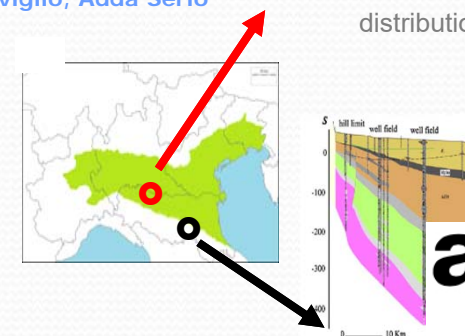 viglio, Adda Serio
distributio
S hill limit well field well field
0
-100
-200
-300
400
a
0 10 Km